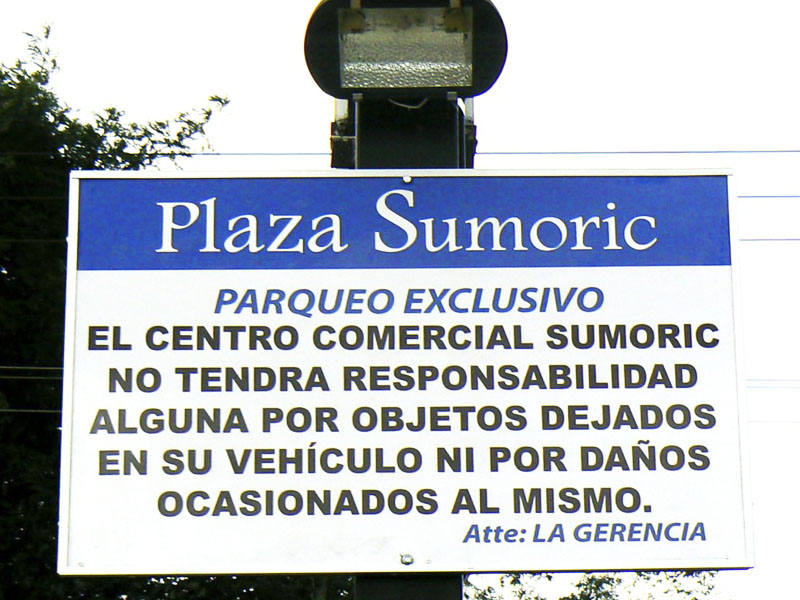 Plaza Sumoric
PARQUEO EXCLUSIVO
EL CENTRO COMERCIAL SUMORIC
NO TENDRA RESPONSABILIDAD
ALGUNA POR OBJETOS DEJADOS
EN SU VEHÍCULO NI POR DAÑOS
OCASIONADOS AL MISMO.
Atte: LA GERENCIA